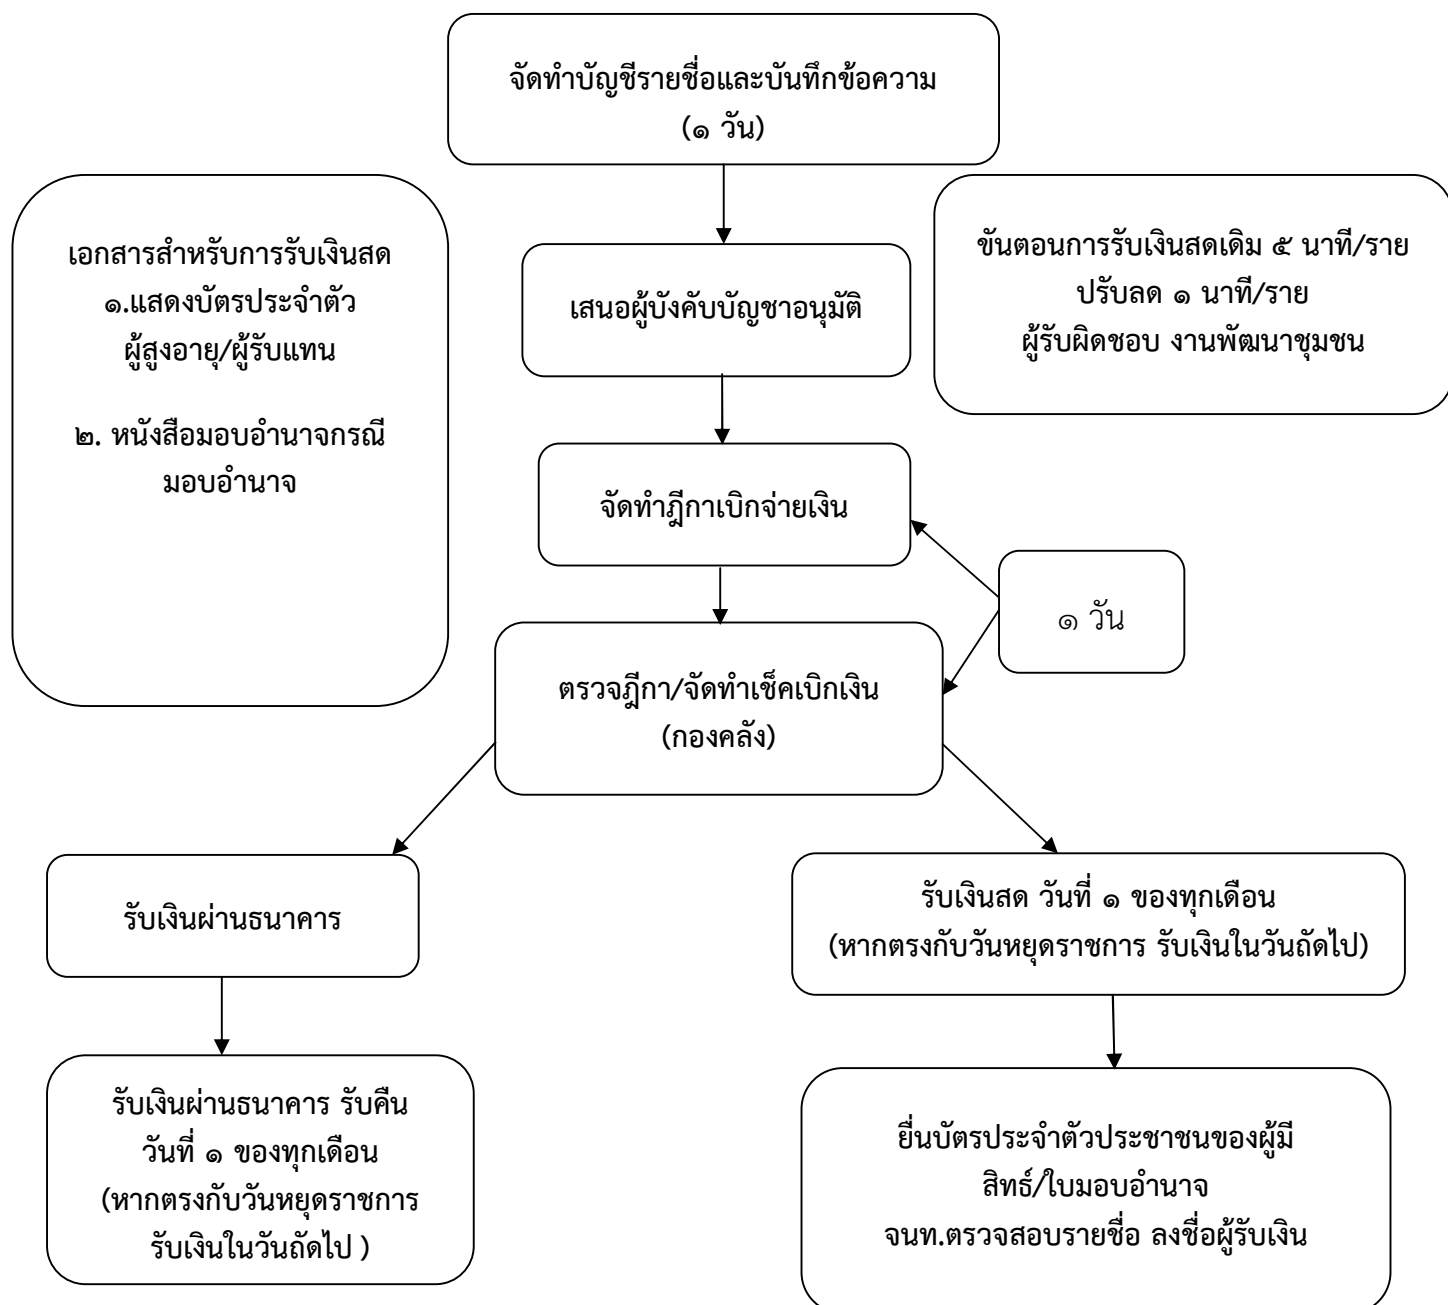 จัดทำบัญชีรายชื่อและบันทึกข้อความ
(๑ วัน)
เอกสารสำหรับการรับเงินสด
๑.แสดงบัตรประจำตัว
ผู้สูงอายุ/ผู้รับแทน
๒. หนังสือมอบอำนาจกรณี
มอบอำนาจ
เสนอผู้บังคับบัญชาอนุมัติ
ขันตอนการรับเงินสดเดิม ๕ นาที/ราย
ปรับลด ๑ นาที/ราย
ผู้รับผิดชอบ งานพัฒนาชุมชน
จัดทำฎีกาเบิกจ่ายเงิน
๑ วัน
ตรวจฎีกา/จัดทำเช็คเบิกเงิน
(กองคลัง)
รับเงินผ่านธนาคาร
รับเงินสด วันที่ ๑ ของทุกเดือน
(หากตรงกับวันหยุดราชการ รับเงินในวันถัดไป)
รับเงินผ่านธนาคาร รับคืน
วันที่ ๑ ของทุกเดือน
(หากตรงกับวันหยุดราชการ
รับเงินในวันถัดไป )
ยื่นบัตรประจำตัวประชาชนของผู้มี
สิทธ์/ใบมอบอำนาจ
จนท.ตรวจสอบรายชื่อ ลงชื่อผู้รับเงิน